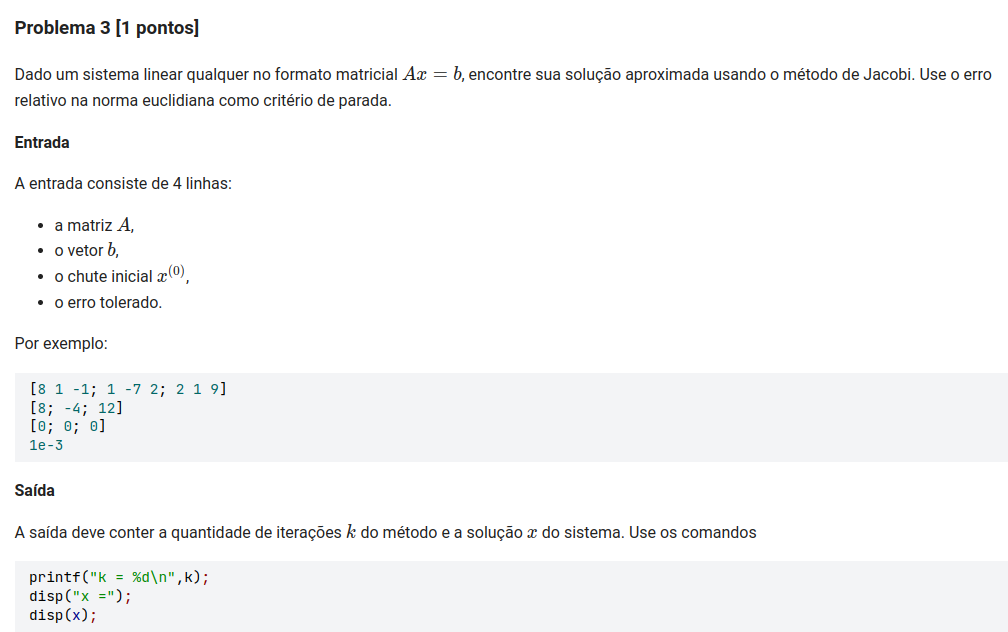 Problema 3 [1 pontos]
Dado um sistema linear qualquer no formato matricial Ax = b, encontre sua solução aproximada usando o método de Jacobi. Use o erro
relativo na norma euclidiana como critério de parada.
Entrada
A entrada consiste de 4 linhas:
• a matriz A,
• o vetor b,
• o chute inicial x^(0),
• o erro tolerado.
Por exemplo:
[8 1 -1; 1 -7 2; 2 1 9]
[8; -4; 12]
[0; 0; 0]
1e-3
Saída
A saída deve conter a quantidade de iterações k do método e a solução x do sistema. Use os comandos
printf("k = %d\n",k);
disp("x =");
disp(x);